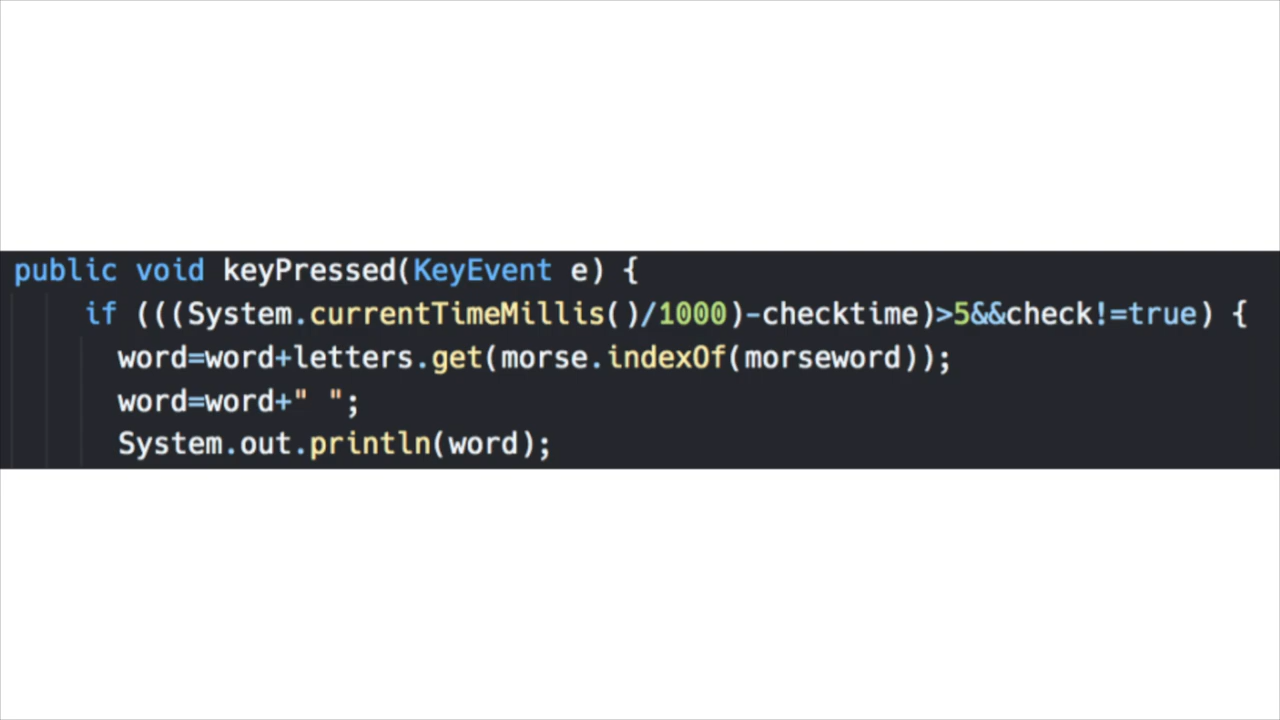 public void keyPressed(KeyEvent e) {
if (((System.currentTimeMillis()/1000)-checktime)>5&&check!=true) {
word=word+letters.get(morse.indexOf(morseword));
word=word+" ";
System.out.println(word);